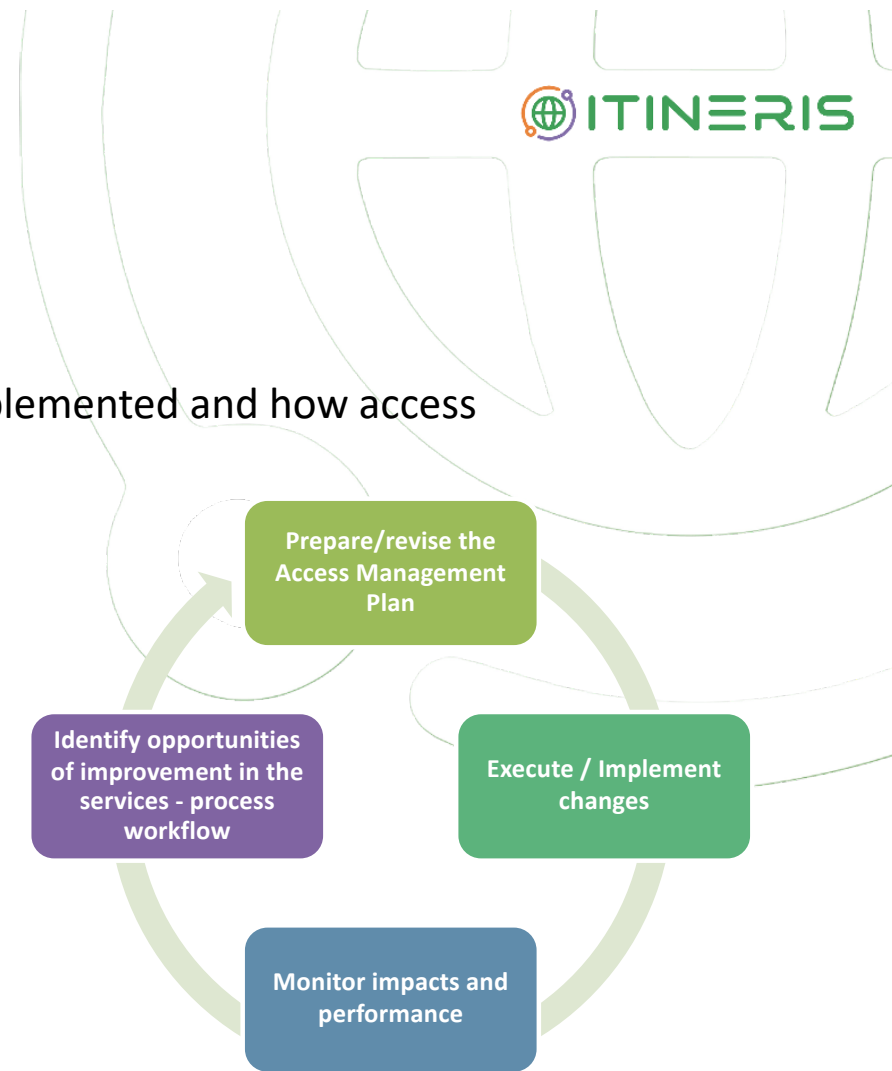 ITINERIS
plemented and how access
Prepare/revise the
Access Management
Plan
Identify opportunities
of improvement in the
services - process
workflow
Execute / Implement
changes
Monitor impacts and
performance